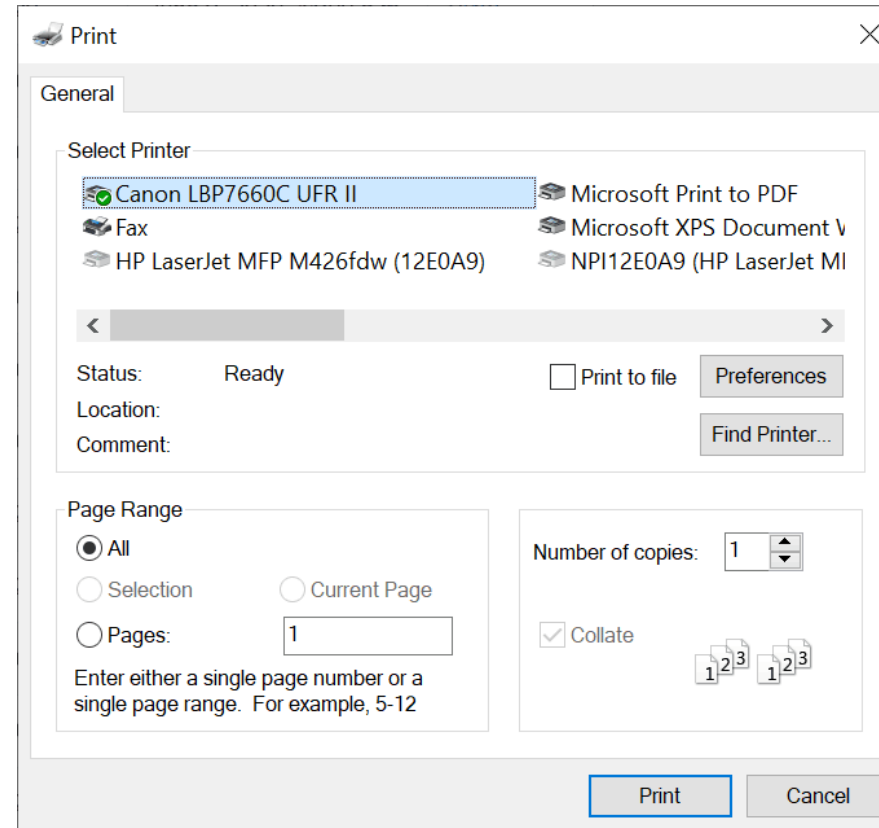 Print
General
Select Printer
Canon LBP7660C UFR II
Microsoft Print to PDF
Fax
Microsoft XPS Document
HP LaserJet MFP M426fdw (12E0A9)
NPI12E0A9 (HP LaserJet
Status: Ready
Print to file
Preferences
Location:
Comment:
Find Printer...
Page Range
All
Number of copies: 1
Selection
Current Page
Collate
Pages: 1
1 2 3 1 2 3
Enter either a single page number or a
single page range. For example, 5-12
Print
Cancel